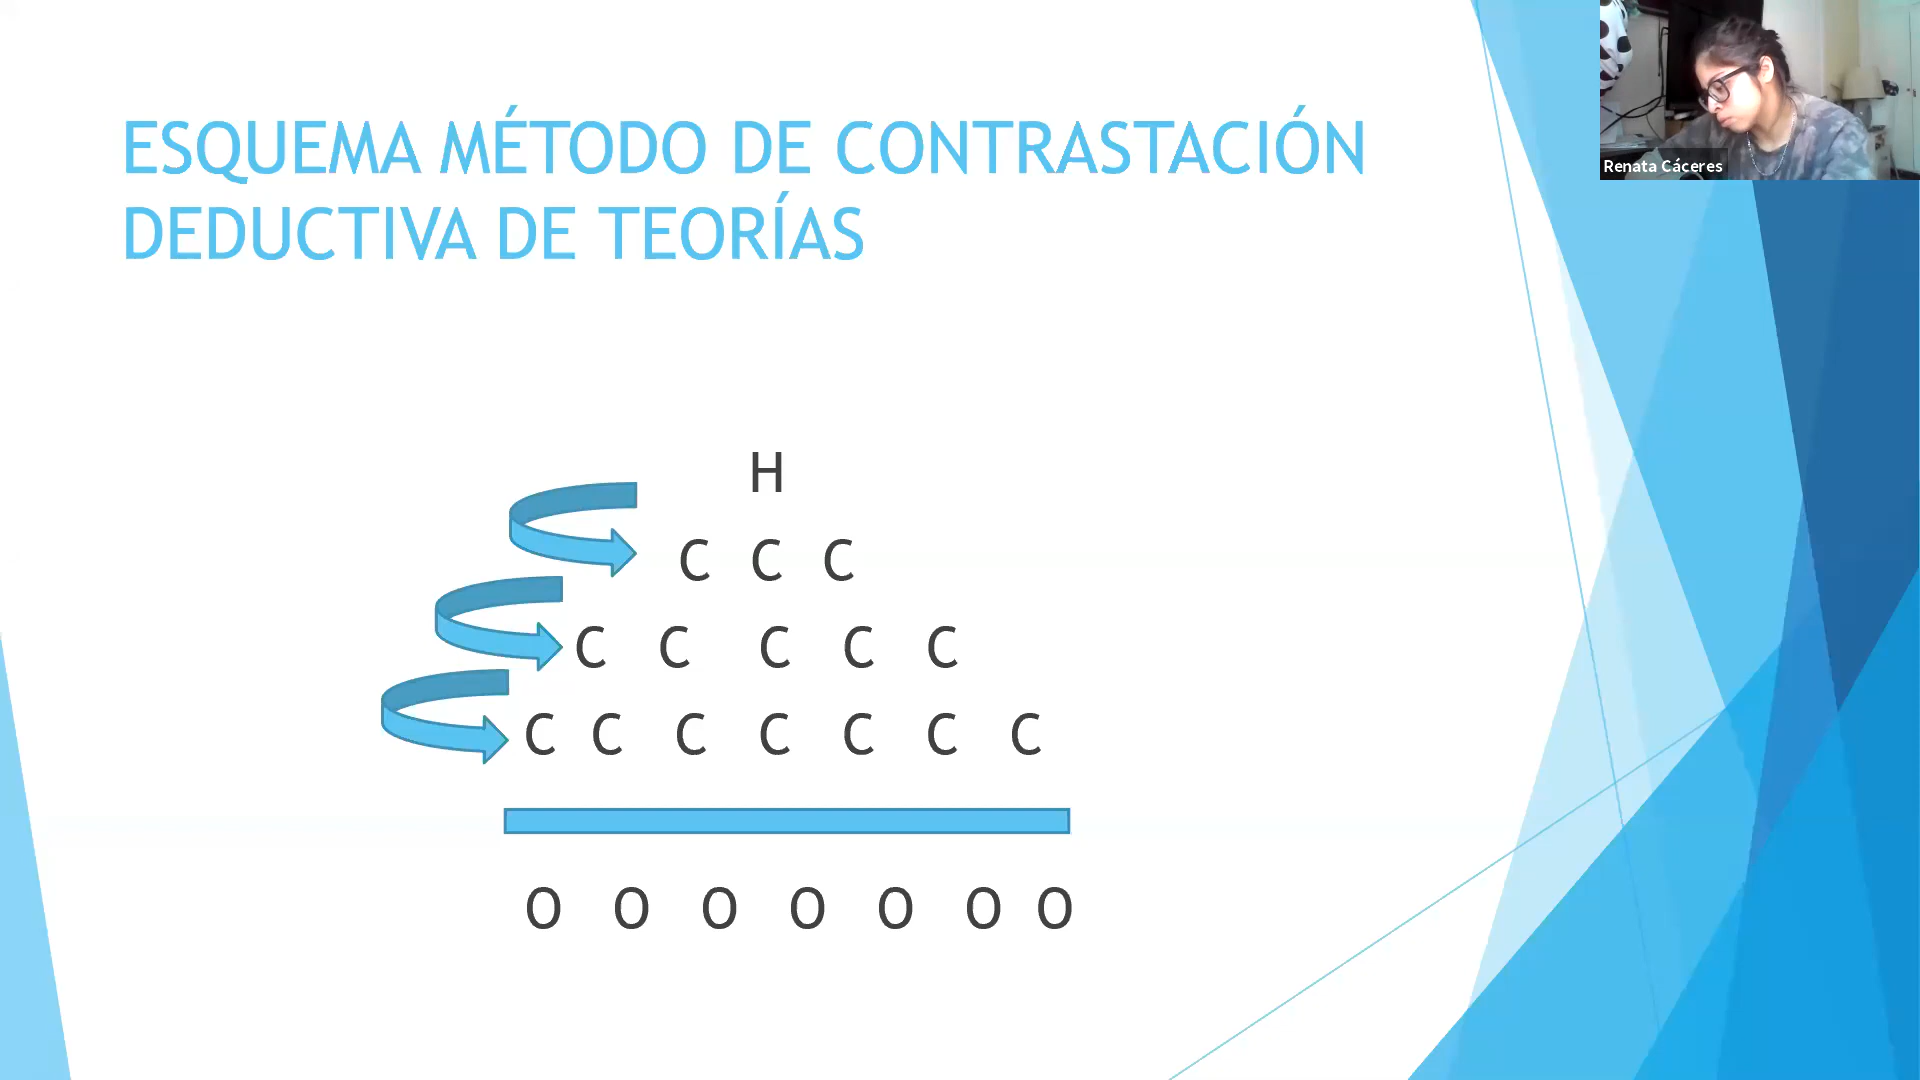 ESQUEMA MÉTODO DE CONTRASTACIÓN
DEDUCTIVA DE TEORÍAS
Renata Cáceres
H
C C C
C C C C C
C C C C C C C
O O O O O O O